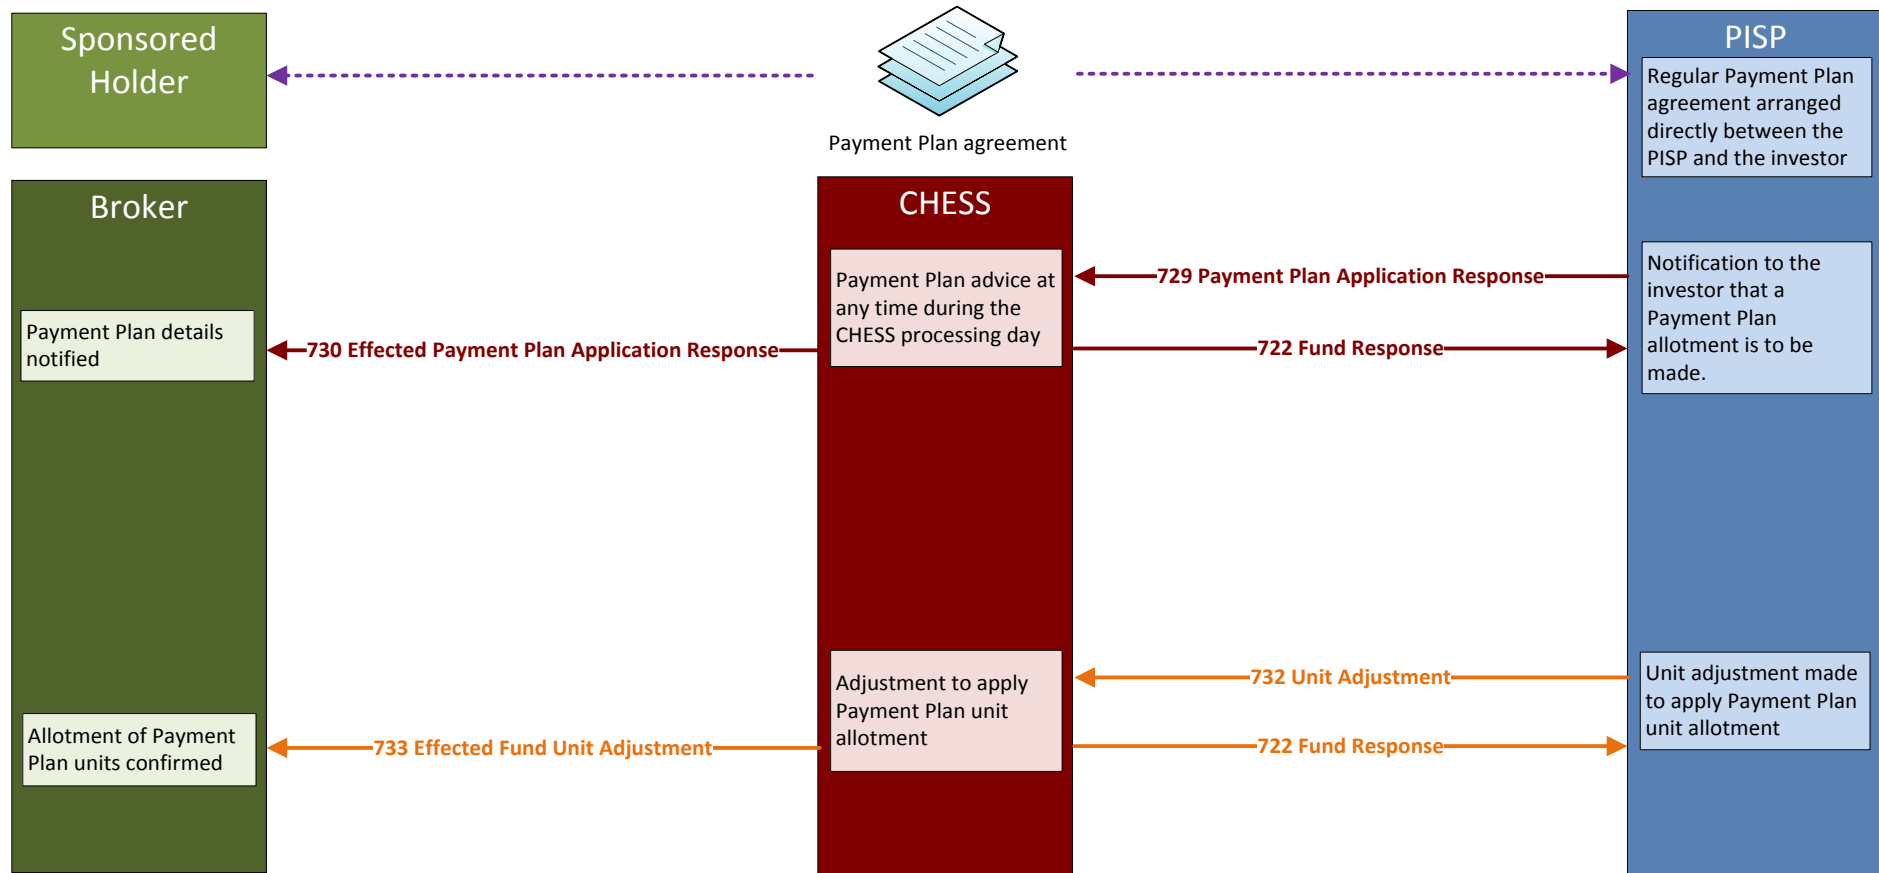 Sponsored
Holder
Payment Plan agreement
PISP
Regular Payment Plan
agreement arranged
directly between the
PISP and the investor
Broker
CHESS
Payment Plan advice at
any time during the
CHESS processing day
729 Payment Plan Application Response
Notification to the
investor that a
Payment Plan
allotment is to be
made.
Payment Plan details
notified
730 Effected Payment Plan Application Response
722 Fund Response
Adjustment to apply
Payment Plan unit
allotment
732 Unit Adjustment
Unit adjustment made
to apply Payment Plan
unit allotment
Allotment of Payment
Plan units confirmed
733 Effected Fund Unit Adjustment
722 Fund Response